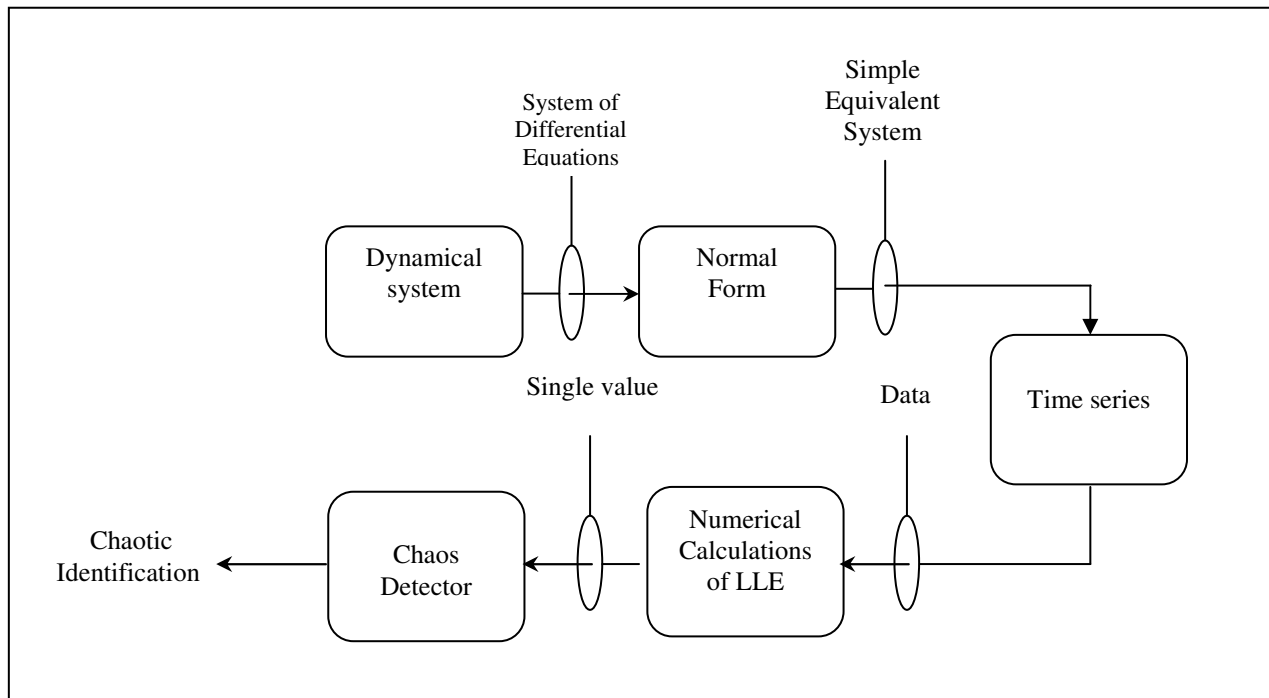 System of
Differential
Equations
Simple
Equivalent
System
Dynamical
system
Normal
Form
Time series
Single value
Data
Numerical
Calculations
of LLE
Chaos
Detector
Chaotic
Identification